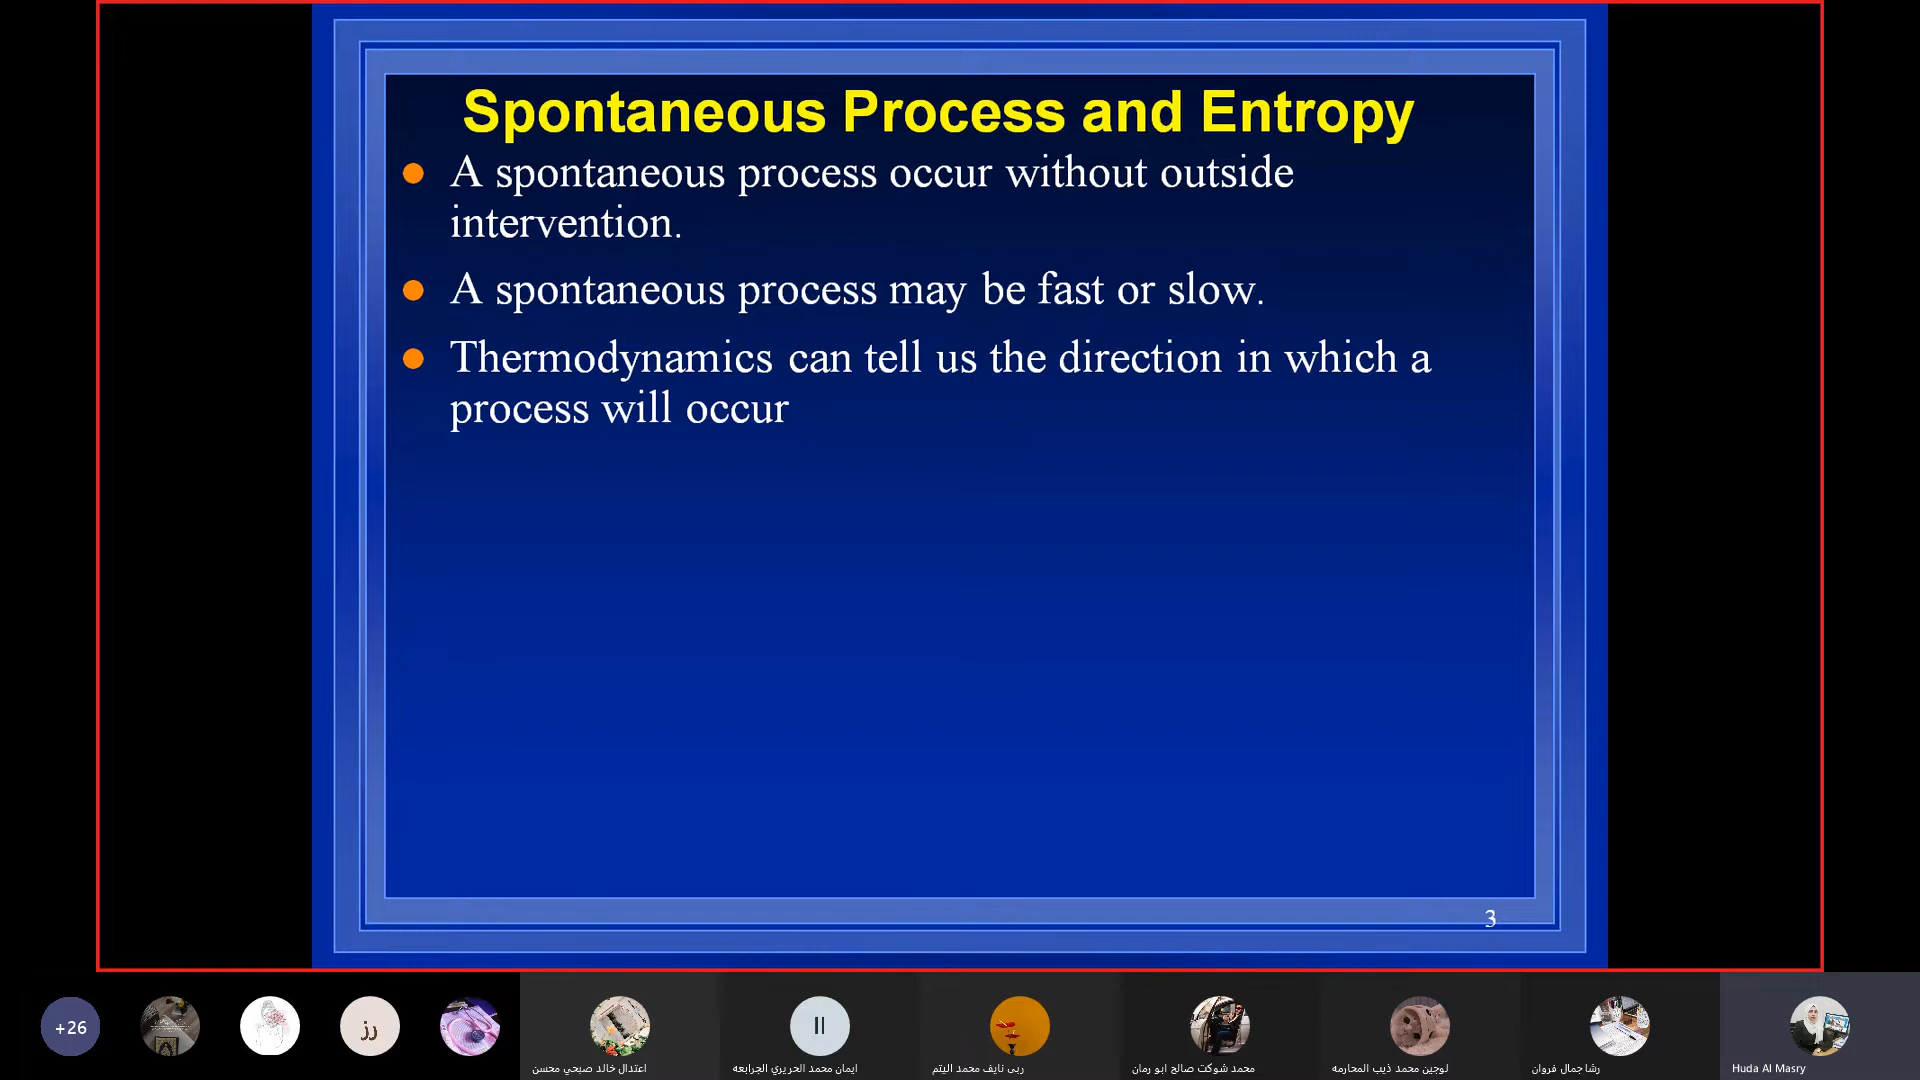 Spontaneous Process and Entropy
A spontaneous process occur without outside
intervention.
A spontaneous process may be fast or slow.
Thermodynamics can tell us the direction in which a
process will occur
3
+26
رز
اعتدال خالد صبحي محسن
ايمان محمد الحريري الجرابعه
ربى نايف محمد اليتم
محمد شوكت صالح ابو رمان
لوجين محمد ذيب المحارمه
رشا جمال فروان
Huda Al Masry